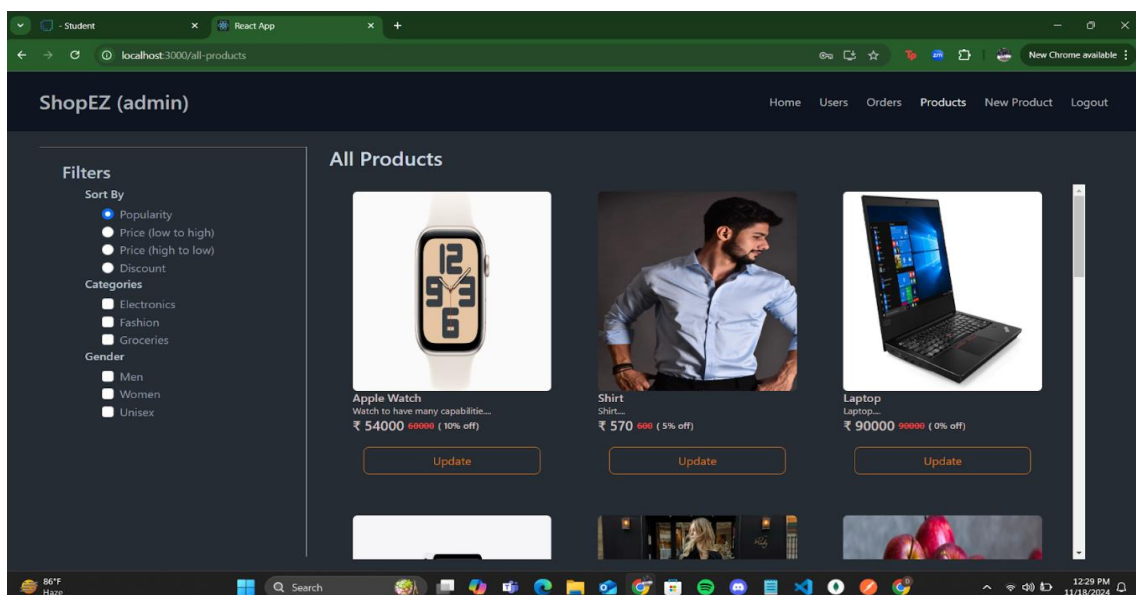 - Student
React App
localhost:3000/all-products
New Chrome available
ShopEZ (admin)
Home Users Orders Products New Product Logout
Filters
Sort By
Popularity
Price (low to high)
Price (high to low)
Discount
Categories
Electronics
Fashion
Groceries
Gender
Men
Women
Unisex
All Products
12
9 3
6
Apple Watch
Watch to have many capabilitie....
₹ 54000 60000 ( 10% off)
Update
Shirt
Shirt....
₹ 570 600 ( 5% off)
Update
Laptop
Laptop....
₹ 90000 90000 ( 0% off)
Update
86°F
Haze
Search
12:29 PM
11/18/2024